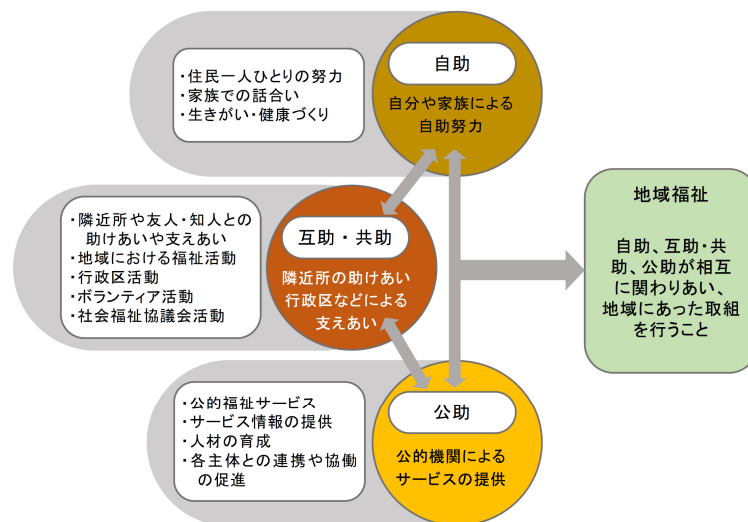 自助
自分や家族による
自助努力
・住民一人ひとりの努力
・家族での話合い
・生きがい・健康づくり
互助・共助
隣近所の助けあい
行政区などによる
支えあい
・隣近所や友人・知人との
助けあいや支えあい
・地域における福祉活動
・行政区活動
・ボランティア活動
・社会福祉協議会活動
公助
公的機関による
サービスの提供
・公的福祉サービス
・サービス情報の提供
・人材の育成
・各主体との連携や協働
の促進
地域福祉
自助、互助・共
助、公助が相互
に関わりあい、
地域にあった取組
を行うこと